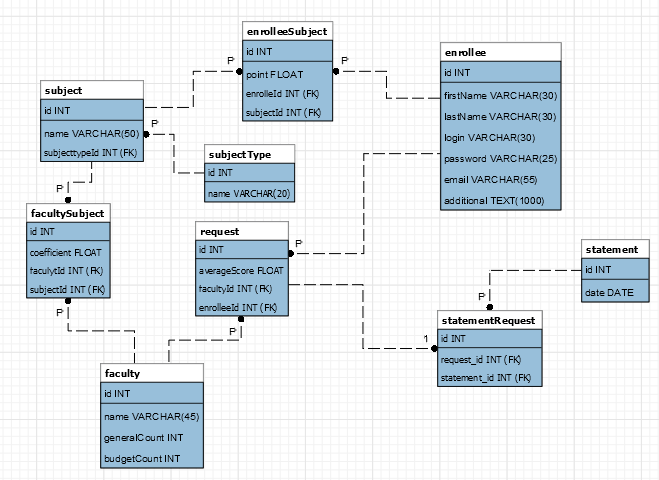 enrolleeSubject
id INT
point FLOAT
enrolleId INT (FK)
subjectId INT (FK)
P
P
enrollee
id INT
firstName VARCHAR(30)
lastName VARCHAR(30)
login VARCHAR(30)
password VARCHAR(25)
email VARCHAR(55)
additional TEXT(1000)
subject
id INT
name VARCHAR(50)
subjecttypeId INT (FK)
P
subjectType
id INT
name VARCHAR(20)
P
facultySubject
id INT
coefficient FLOAT
faculytId INT (FK)
subjectId INT (FK)
P
request
id INT
averageScore FLOAT
facultyId INT (FK)
enrolleeId INT (FK)
P
P
statement
id INT
date DATE
P
statementRequest
id INT
request_id INT (FK)
statement_id INT (FK)
1
faculty
id INT
name VARCHAR(45)
generalCount INT
budgetCount INT